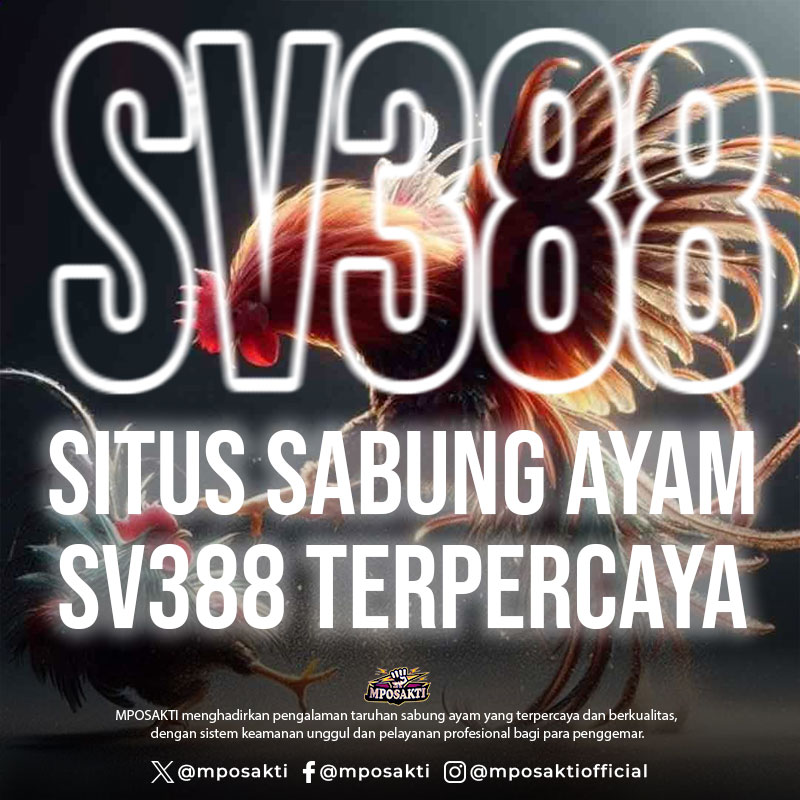 SV388
SITUS SABUNG AYAM
SV388 TERPERCAYA
MPOSAKTI
MPOSAKTI menghadirkan pengalaman taruhan sabung ayam yang terpercaya dan berkualitas,
dengan sistem keamanan unggul dan pelayanan profesional bagi para penggemar.
@mposakti @mposakti @mposaktiofficial